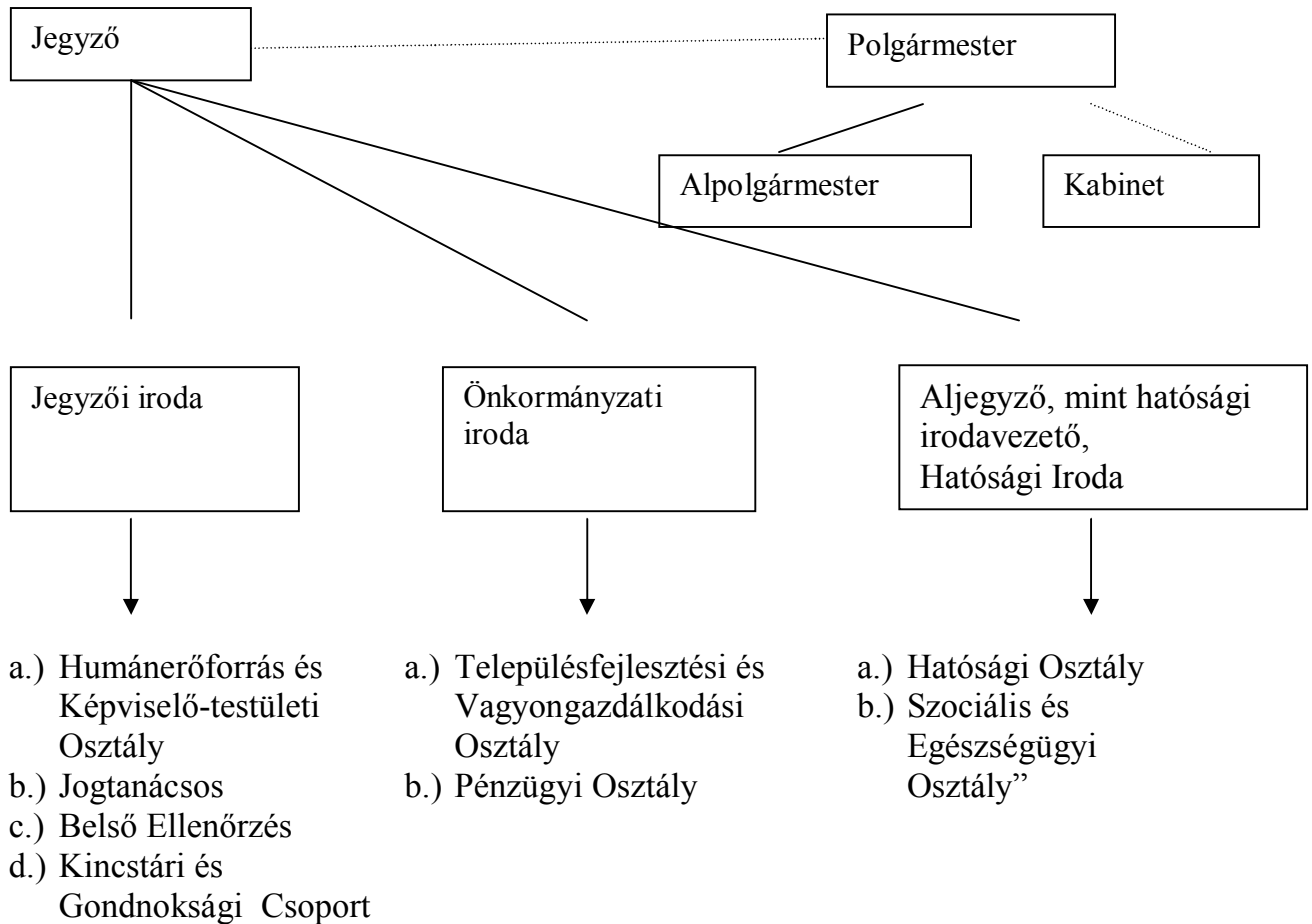 Jegyző
Polgármester
Alpolgármester
Kabinet
Jegyzői iroda
Önkormányzati
iroda
Aljegyző, mint hatósági
irodavezető,
Hatósági Iroda
a.) Humánerőforrás és
Képviselő-testületi
Osztály
b.) Jogtanácsos
c.) Belső Ellenőrzés
d.) Kincstári és
Gondnoksági Csoport
a.) Településfejlesztési és
Vagyongazdálkodási
Osztály
b.) Pénzügyi Osztály
a.) Hatósági Osztály
b.) Szociális és
Egészségügyi
Osztály”